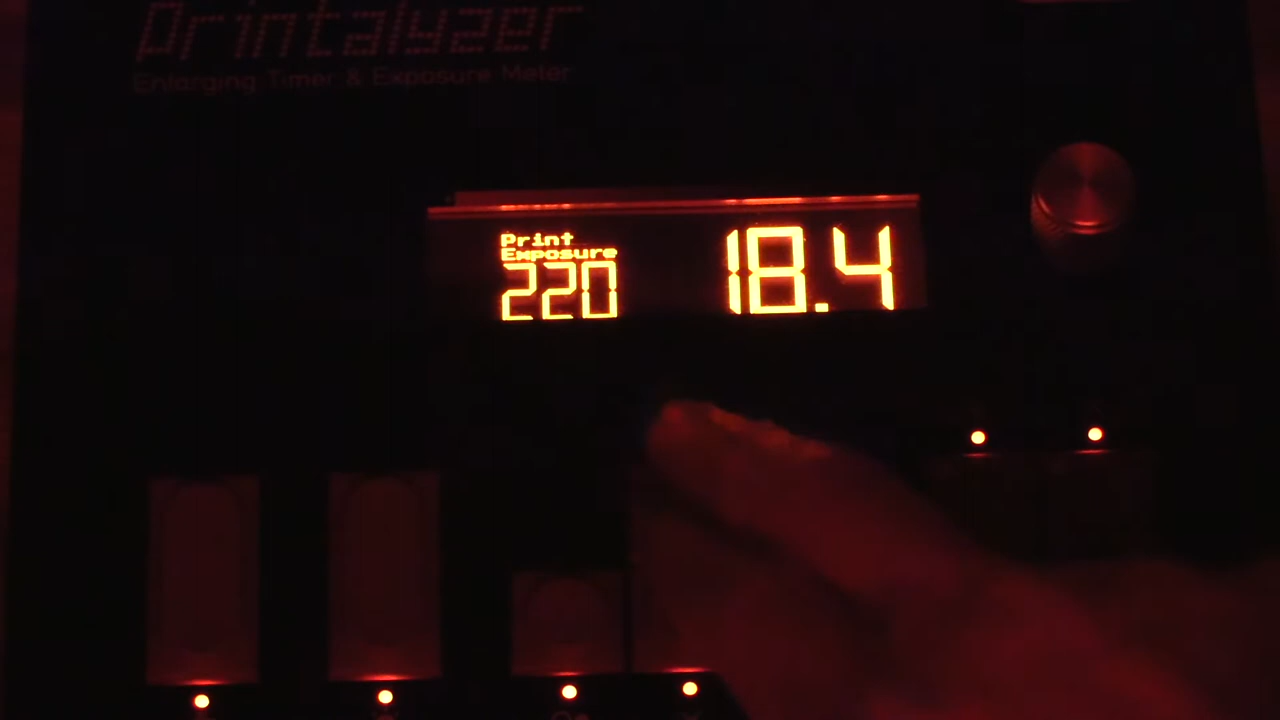 Printalyzer
Enlarging Timer & Exposure Meter
Print
Exposure
220
18.4